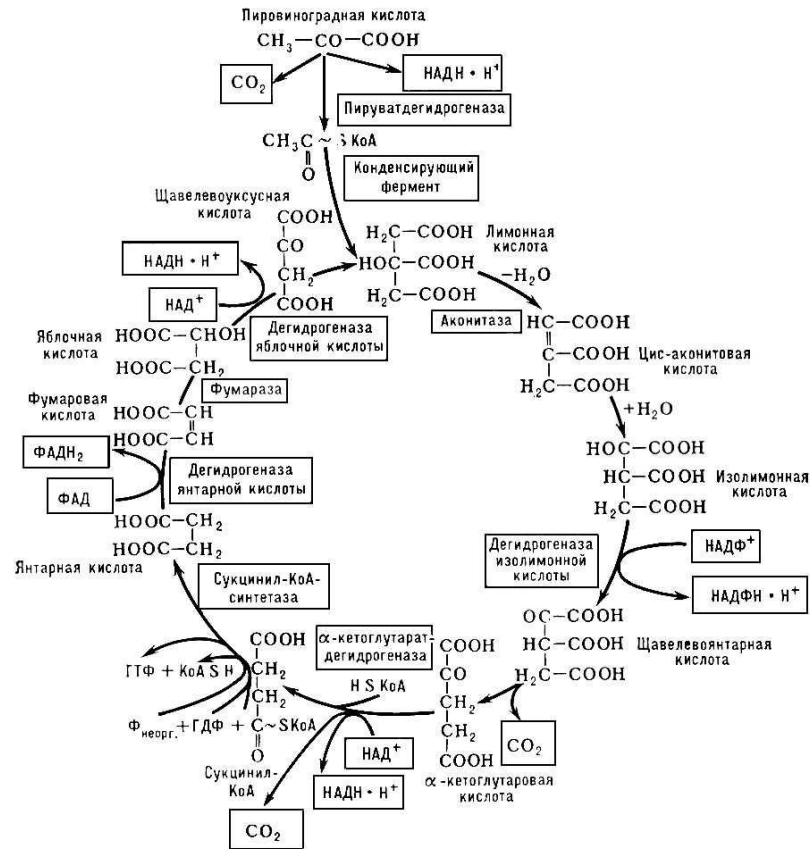 Пировиноградная кислота
CH₃—CO—COOH
CO₂
НАДН · Н⁺
Пируватдегидрогеназа
CH₃C~S KoA
O
Конденсирующий
фермент
Щавелевоуксусная
кислота
COOH
CO
CH₂
COOH
НАДН · Н⁺
НАД⁺
H₂C—COOH
HOC—COOH
H₂C—COOH
Лимонная
кислота
—H₂O
Аконитаза
HC—COOH
C—COOH
H₂C—COOH
Цис-аконитовая
кислота
+H₂O
Дегидрогеназа
яблочной кислоты
Яблочная
кислота
HOOC—CHOH
HOOC—CH₂
Фумараза
Фумаровая
кислота
HOOC—CH
HOOC—CH
ФАДН₂
ФАД
Дегидрогеназа
янтарной кислоты
HOOC—CH₂
HOOC—CH₂
Янтарная кислота
HOC—COOH
HC—COOH
H₂C—COOH
Изолимонная
кислота
Дегидрогеназа
изолимонной
кислоты
НАДФ⁺
НАДФН · Н⁺
OC—COOH
HC—COOH
H₂C—COOH
Щавелевоянтарная
кислота
CO₂
Сукцинил-КоА-
синтетаза
α-кетоглутарат-
дегидрогеназа
COOH
CO
CH₂
CH₂
COOH
α-кетоглутаровая
кислота
H S KoA
НАД⁺
НАДН · Н⁺
COOH
CH₂
CH₂
C~SKoA
O
ГТФ + КоА S H
Фнеорг.+ГДФ +
Сукцинил-
КоА
CO₂